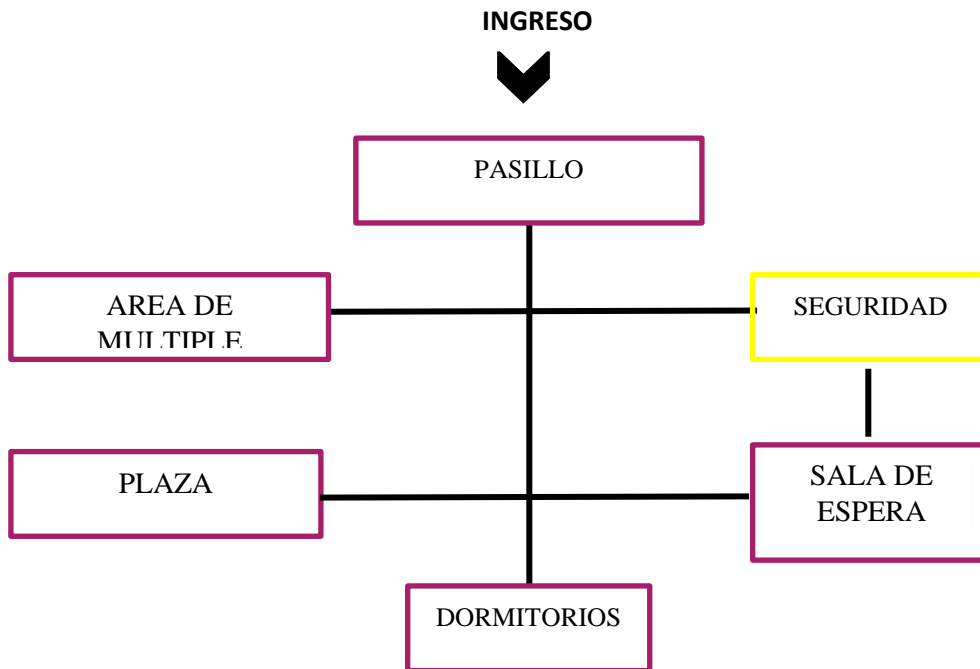 INGRESO
PASILLO
AREA DE
MULTIPLE
SEGURIDAD
PLAZA
SALA DE
ESPERA
DORMITORIOS